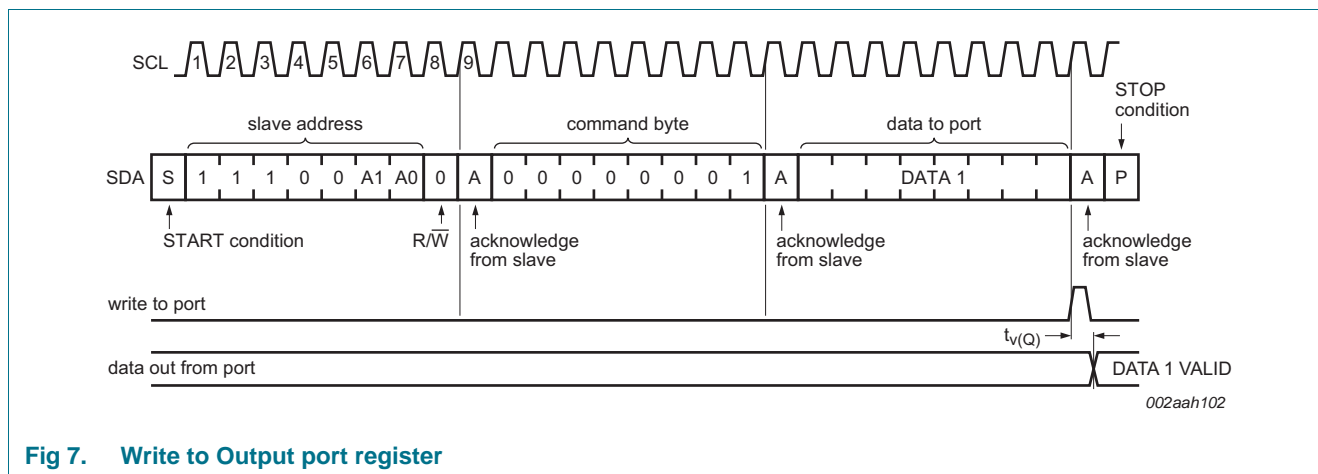 SCL 1 2 3 4 5 6 7 8 9
STOP
condition
slave address command byte data to port
SDA S 1 1 1 0 0 A1 A0 0 A 0 0 0 0 0 0 0 1 A DATA 1 A P
START condition R/W̅ acknowledge acknowledge acknowledge
from slave from slave from slave
write to port
tv(Q)
data out from port DATA 1 VALID
002aah102
Fig 7. Write to Output port register